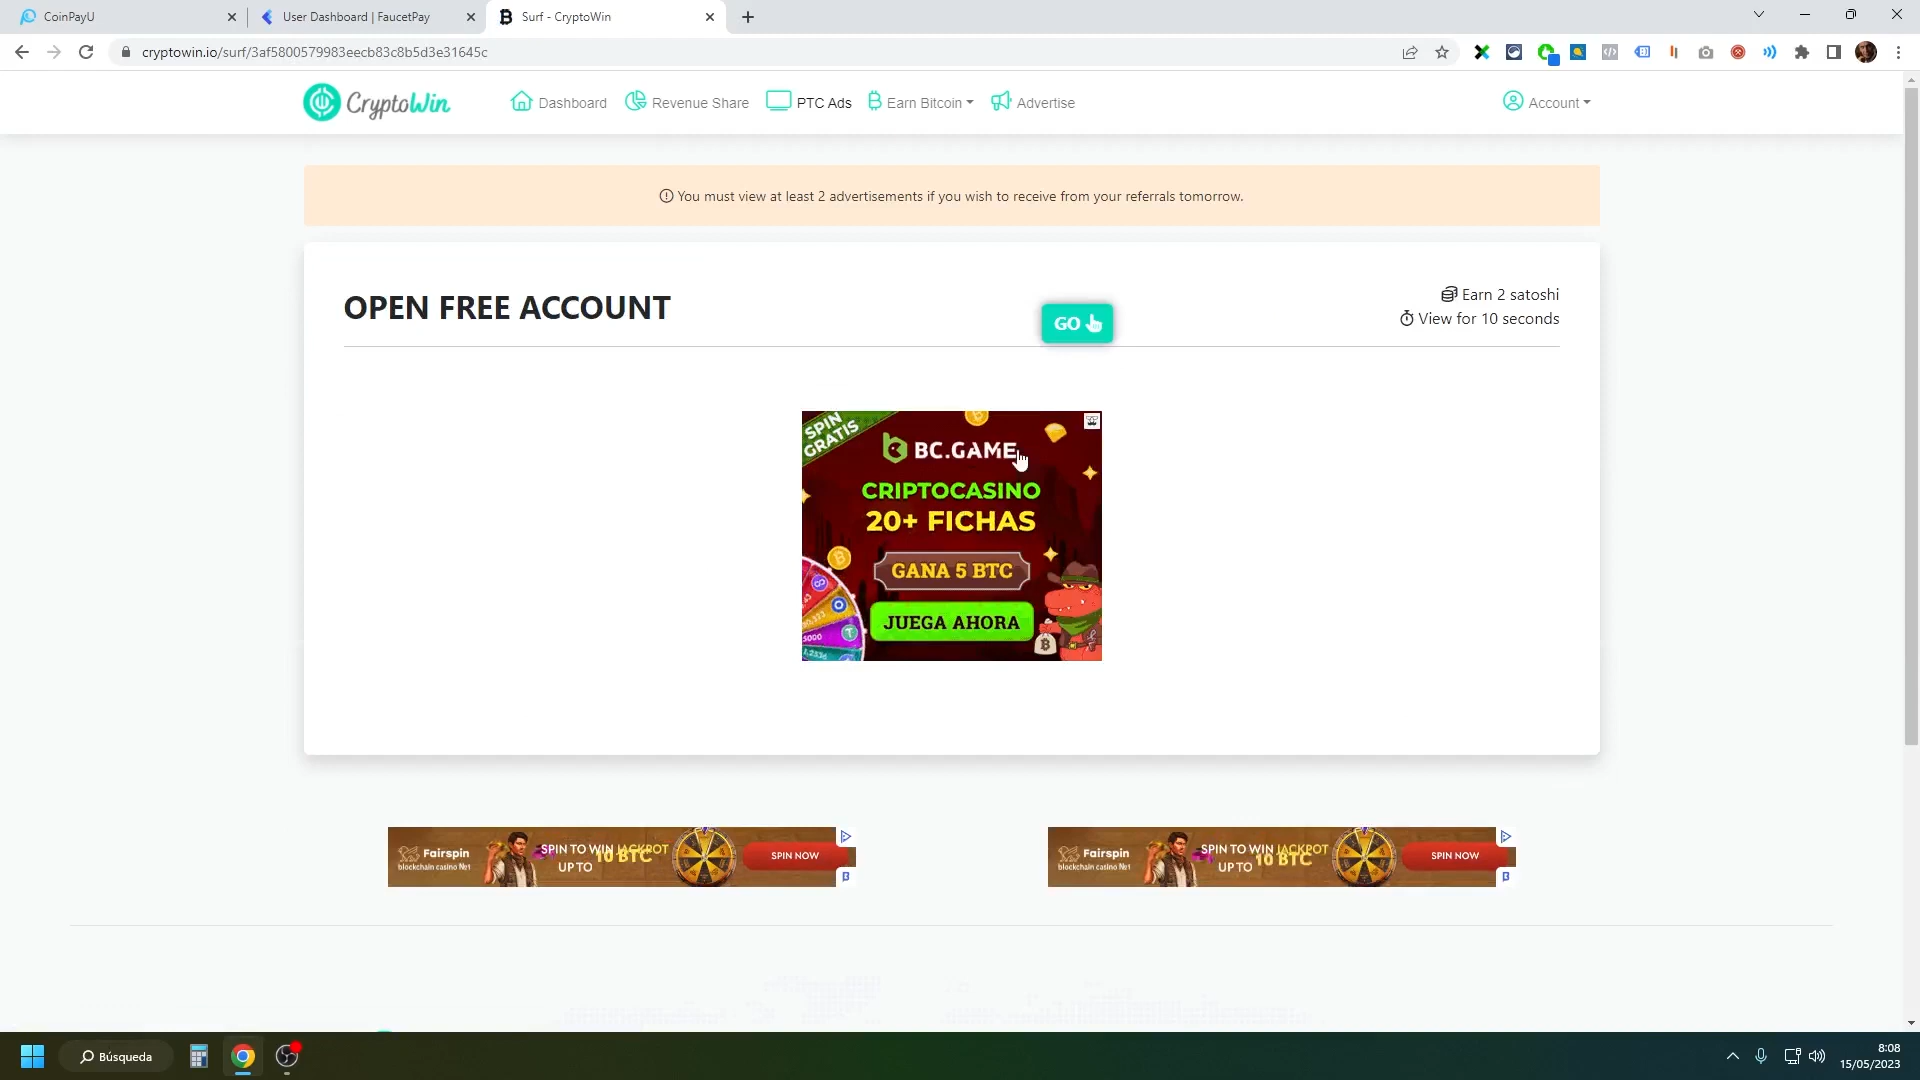 CoinPayU
User Dashboard | FaucetPay
Surf - CryptoWin
cryptowin.io/surf/3af5800579983eecb83c8b5d3e31645c
CryptoWin
Dashboard
Revenue Share
PTC Ads
Earn Bitcoin
Advertise
Account
You must view at least 2 advertisements if you wish to receive from your referrals tomorrow.
OPEN FREE ACCOUNT
GO
Earn 2 satoshi
View for 10 seconds
SPIN
GRATIS
BC.GAME
CRIPTOCASINO
20+ FICHAS
GANA 5 BTC
JUEGA AHORA
5000
Fairspin
blockchain casino №1
SPIN TO WIN JACKPOT
UP TO 10 BTC
SPIN NOW
Fairspin
blockchain casino №1
SPIN TO WIN JACKPOT
UP TO 10 BTC
SPIN NOW
Búsqueda
8:08
15/05/2023